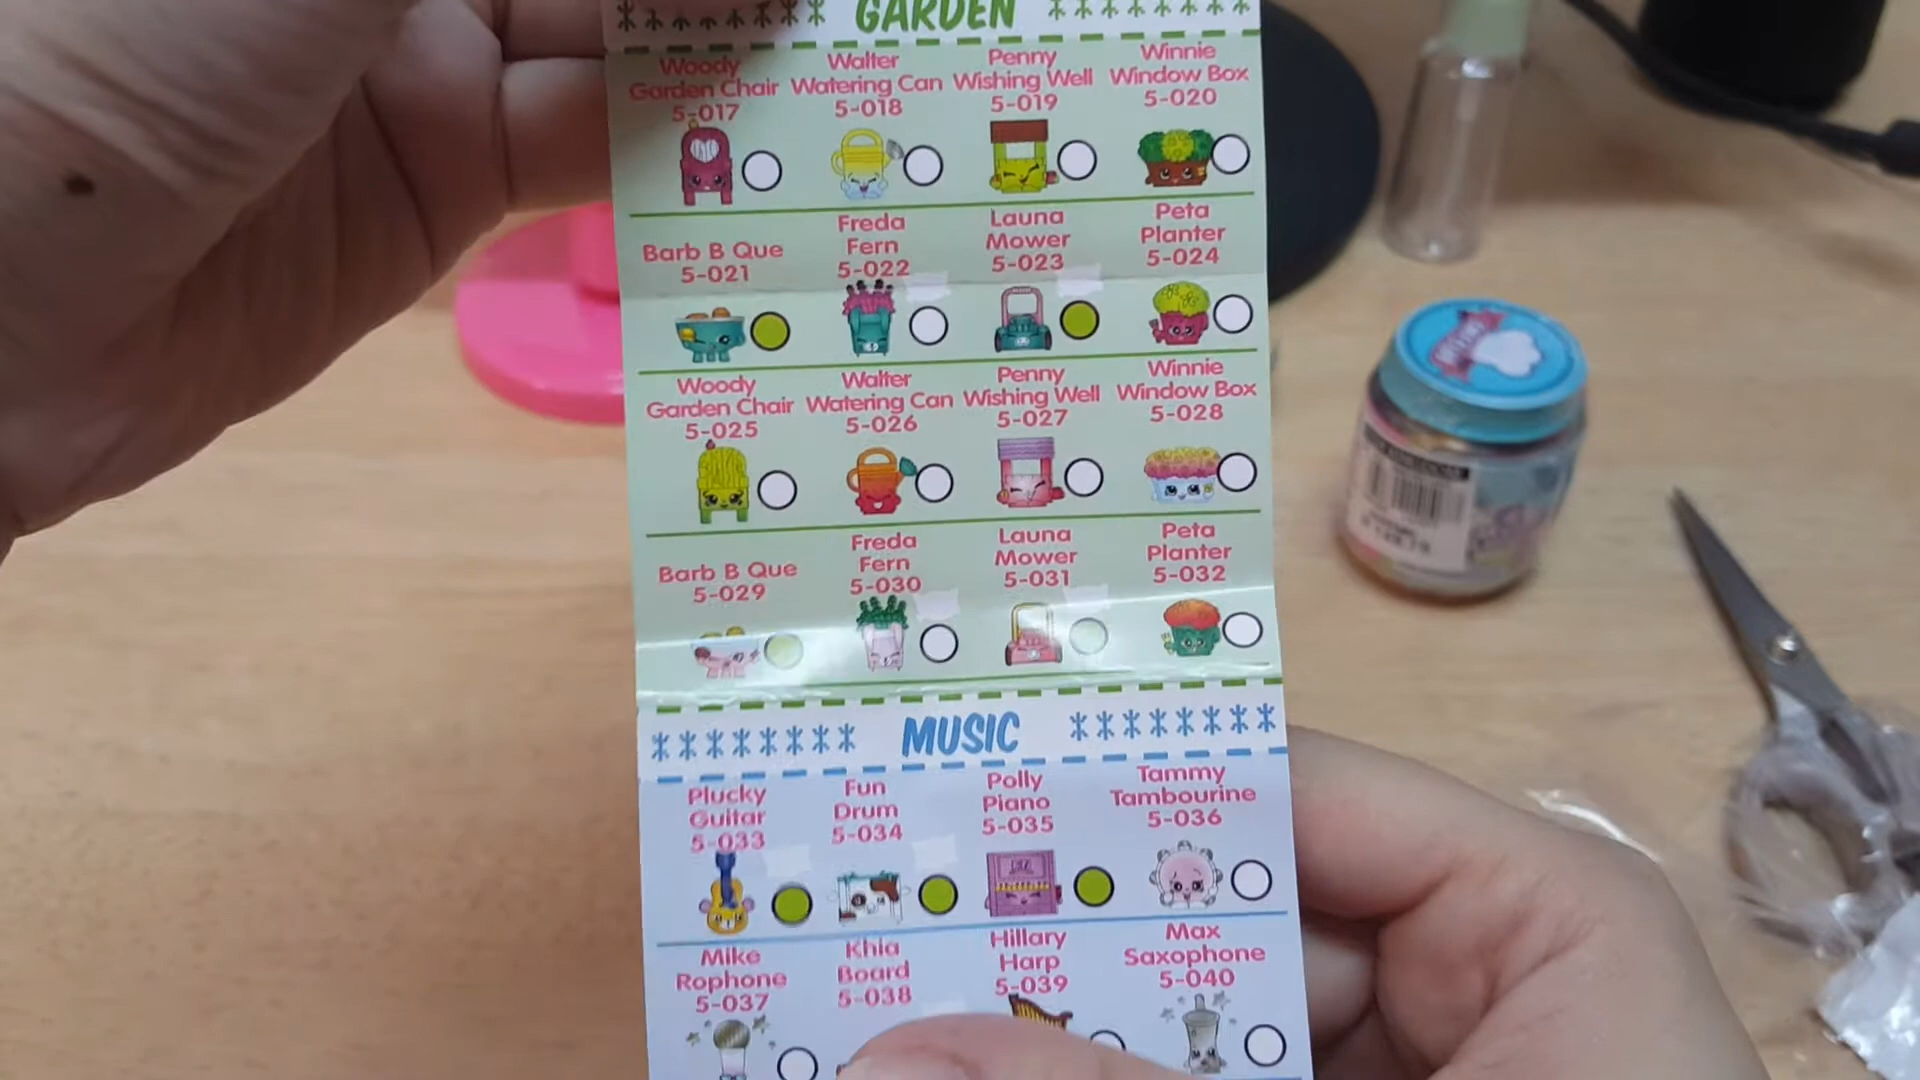 GARDEN
Woody Garden Chair 5-017
Walter Watering Can 5-018
Penny Wishing Well 5-019
Winnie Window Box 5-020
Barb B Que 5-021
Freda Fern 5-022
Launa Mower 5-023
Peta Planter 5-024
Woody Garden Chair 5-025
Walter Watering Can 5-026
Penny Wishing Well 5-027
Winnie Window Box 5-028
Barb B Que 5-029
Freda Fern 5-030
Launa Mower 5-031
Peta Planter 5-032
MUSIC
Plucky Guitar 5-033
Fun Drum 5-034
Polly Piano 5-035
Tammy Tambourine 5-036
Mike Rophone 5-037
Khia Board 5-038
Hillary Harp 5-039
Max Saxophone 5-040